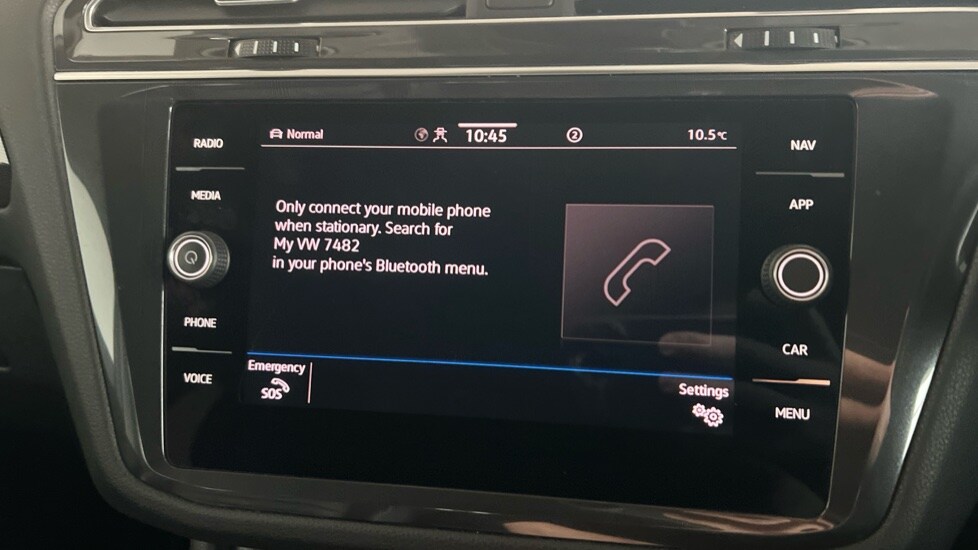 RADIO
MEDIA
PHONE
VOICE
Normal
10:45
2
10.5°C
Only connect your mobile phone
when stationary. Search for
My VW 7482
in your phone's Bluetooth menu.
Emergency
SOS
Settings
NAV
APP
CAR
MENU